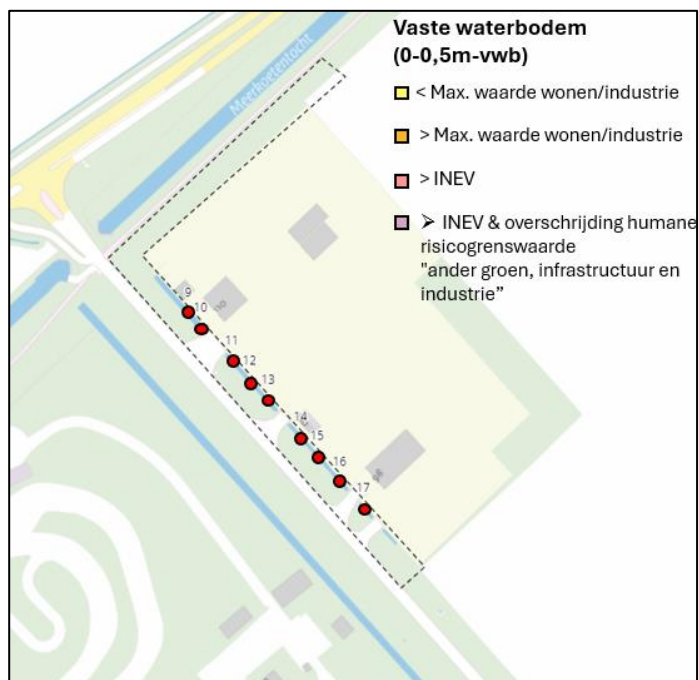 Vaste waterbodem
(0-0,5m-vwb)
< Max. waarde wonen/industrie
> Max. waarde wonen/industrie
> INEV
➢ INEV & overschrijding humane
risicogrenswaarde
"ander groen, infrastructuur en
industrie”
Meerkoetentocht
9
10
11
12
13
14
15
16
17